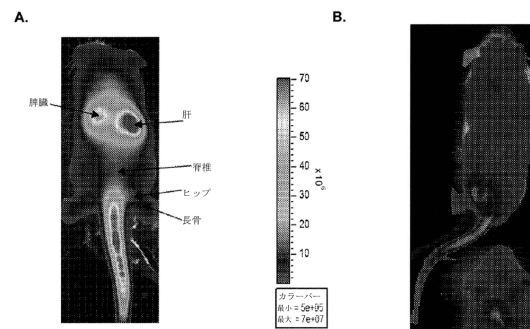 A.
B.
脾臓
肝
脊椎
ヒップ
長骨
70
60
50
40
30
20
10
×10⁶
カラーバー
最小 = 5e+05
最大 = 7e+07